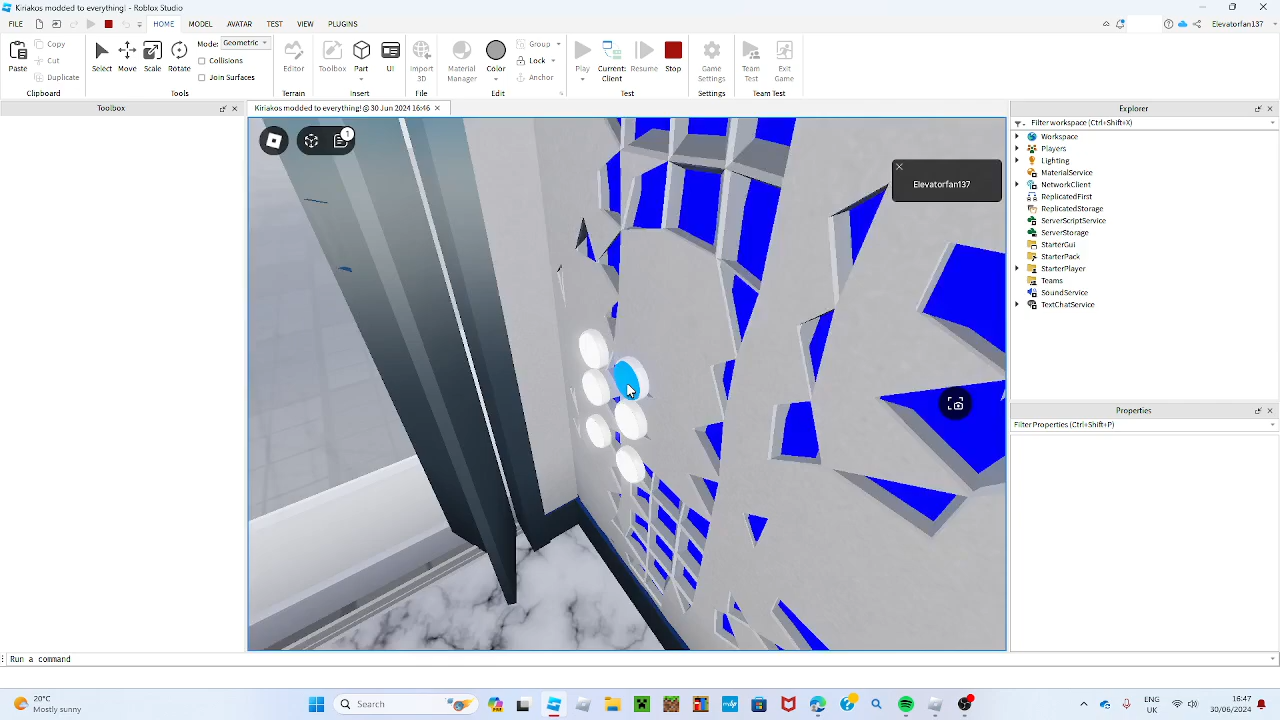 Kiriakos modded to everything! - Roblox Studio
FILE HOME MODEL AVATAR TEST VIEW PLUGINS Elevatorfan137
Paste Copy Cut Duplicate
Select Move Scale Rotate
Mode: Geometric
Collisions
Join Surfaces
Editor Toolbox Part UI
Import 3D
Material Manager
Color
Group
Lock
Anchor
Play
Current: Client
Resume
Stop
Game Settings
Team Test
Exit Game
Clipboard Tools Terrain Insert File Edit Test Settings Team Test
Toolbox
Kiriakos modded to everything! @ 30 Jun 2024 16:46
1
Elevatorfan137
Explorer
Filter workspace (Ctrl+Shift+X)
Workspace
Players
Lighting
MaterialService
NetworkClient
ReplicatedFirst
ReplicatedStorage
ServerScriptService
ServerStorage
StarterGui
StarterPack
StarterPlayer
Teams
SoundService
TextChatService
Properties
Filter Properties (Ctrl+Shift+P)
Run a command
20°C
Mostly sunny
Search
ENG
UK
16:47
30/06/2024